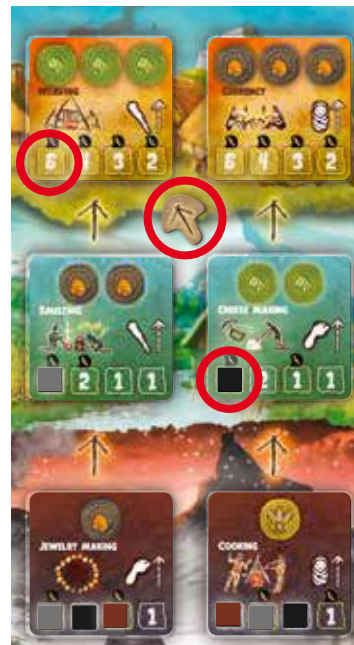 WEAVING
6 4 3 2
CURRENCY
6 4 3 2
SMELTING
2 1 1
CHEESE MAKING
2 1 1
JEWELRY MAKING
1
COOKING
1